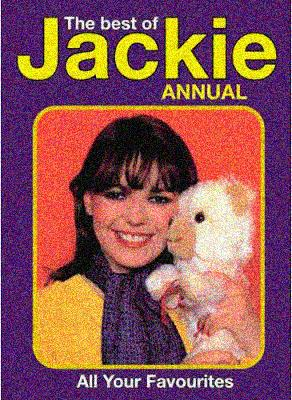 The best of
Jackie
ANNUAL
All Your Favourites